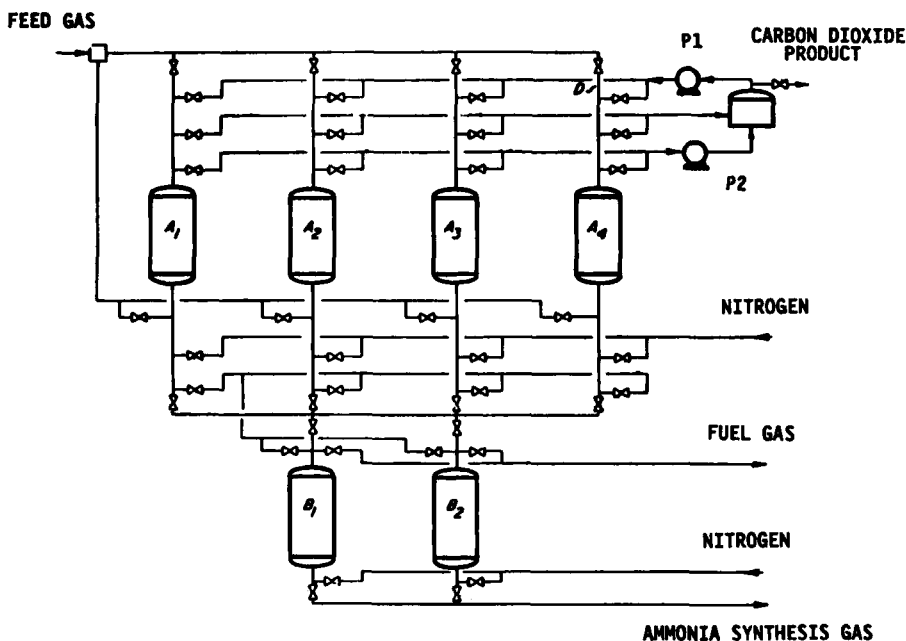 FEED GAS
P1
CARBON DIOXIDE
PRODUCT
D
P2
A1
A2
A3
A4
NITROGEN
FUEL GAS
B1
B2
NITROGEN
AMMONIA SYNTHESIS GAS